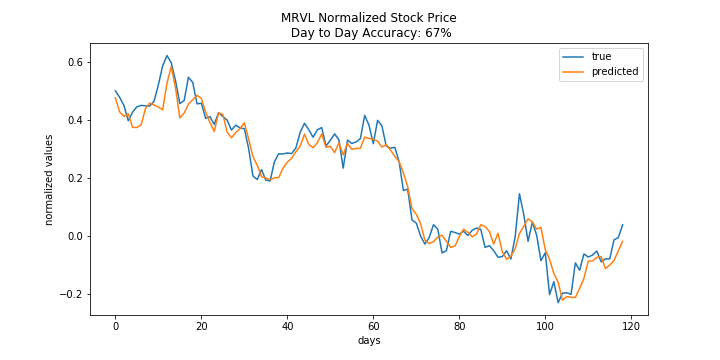 MRVL Normalized Stock Price
Day to Day Accuracy: 67%
true
predicted
normalized values
0.6
0.4
0.2
0.0
−0.2
0
20
40
60
80
100
120
days